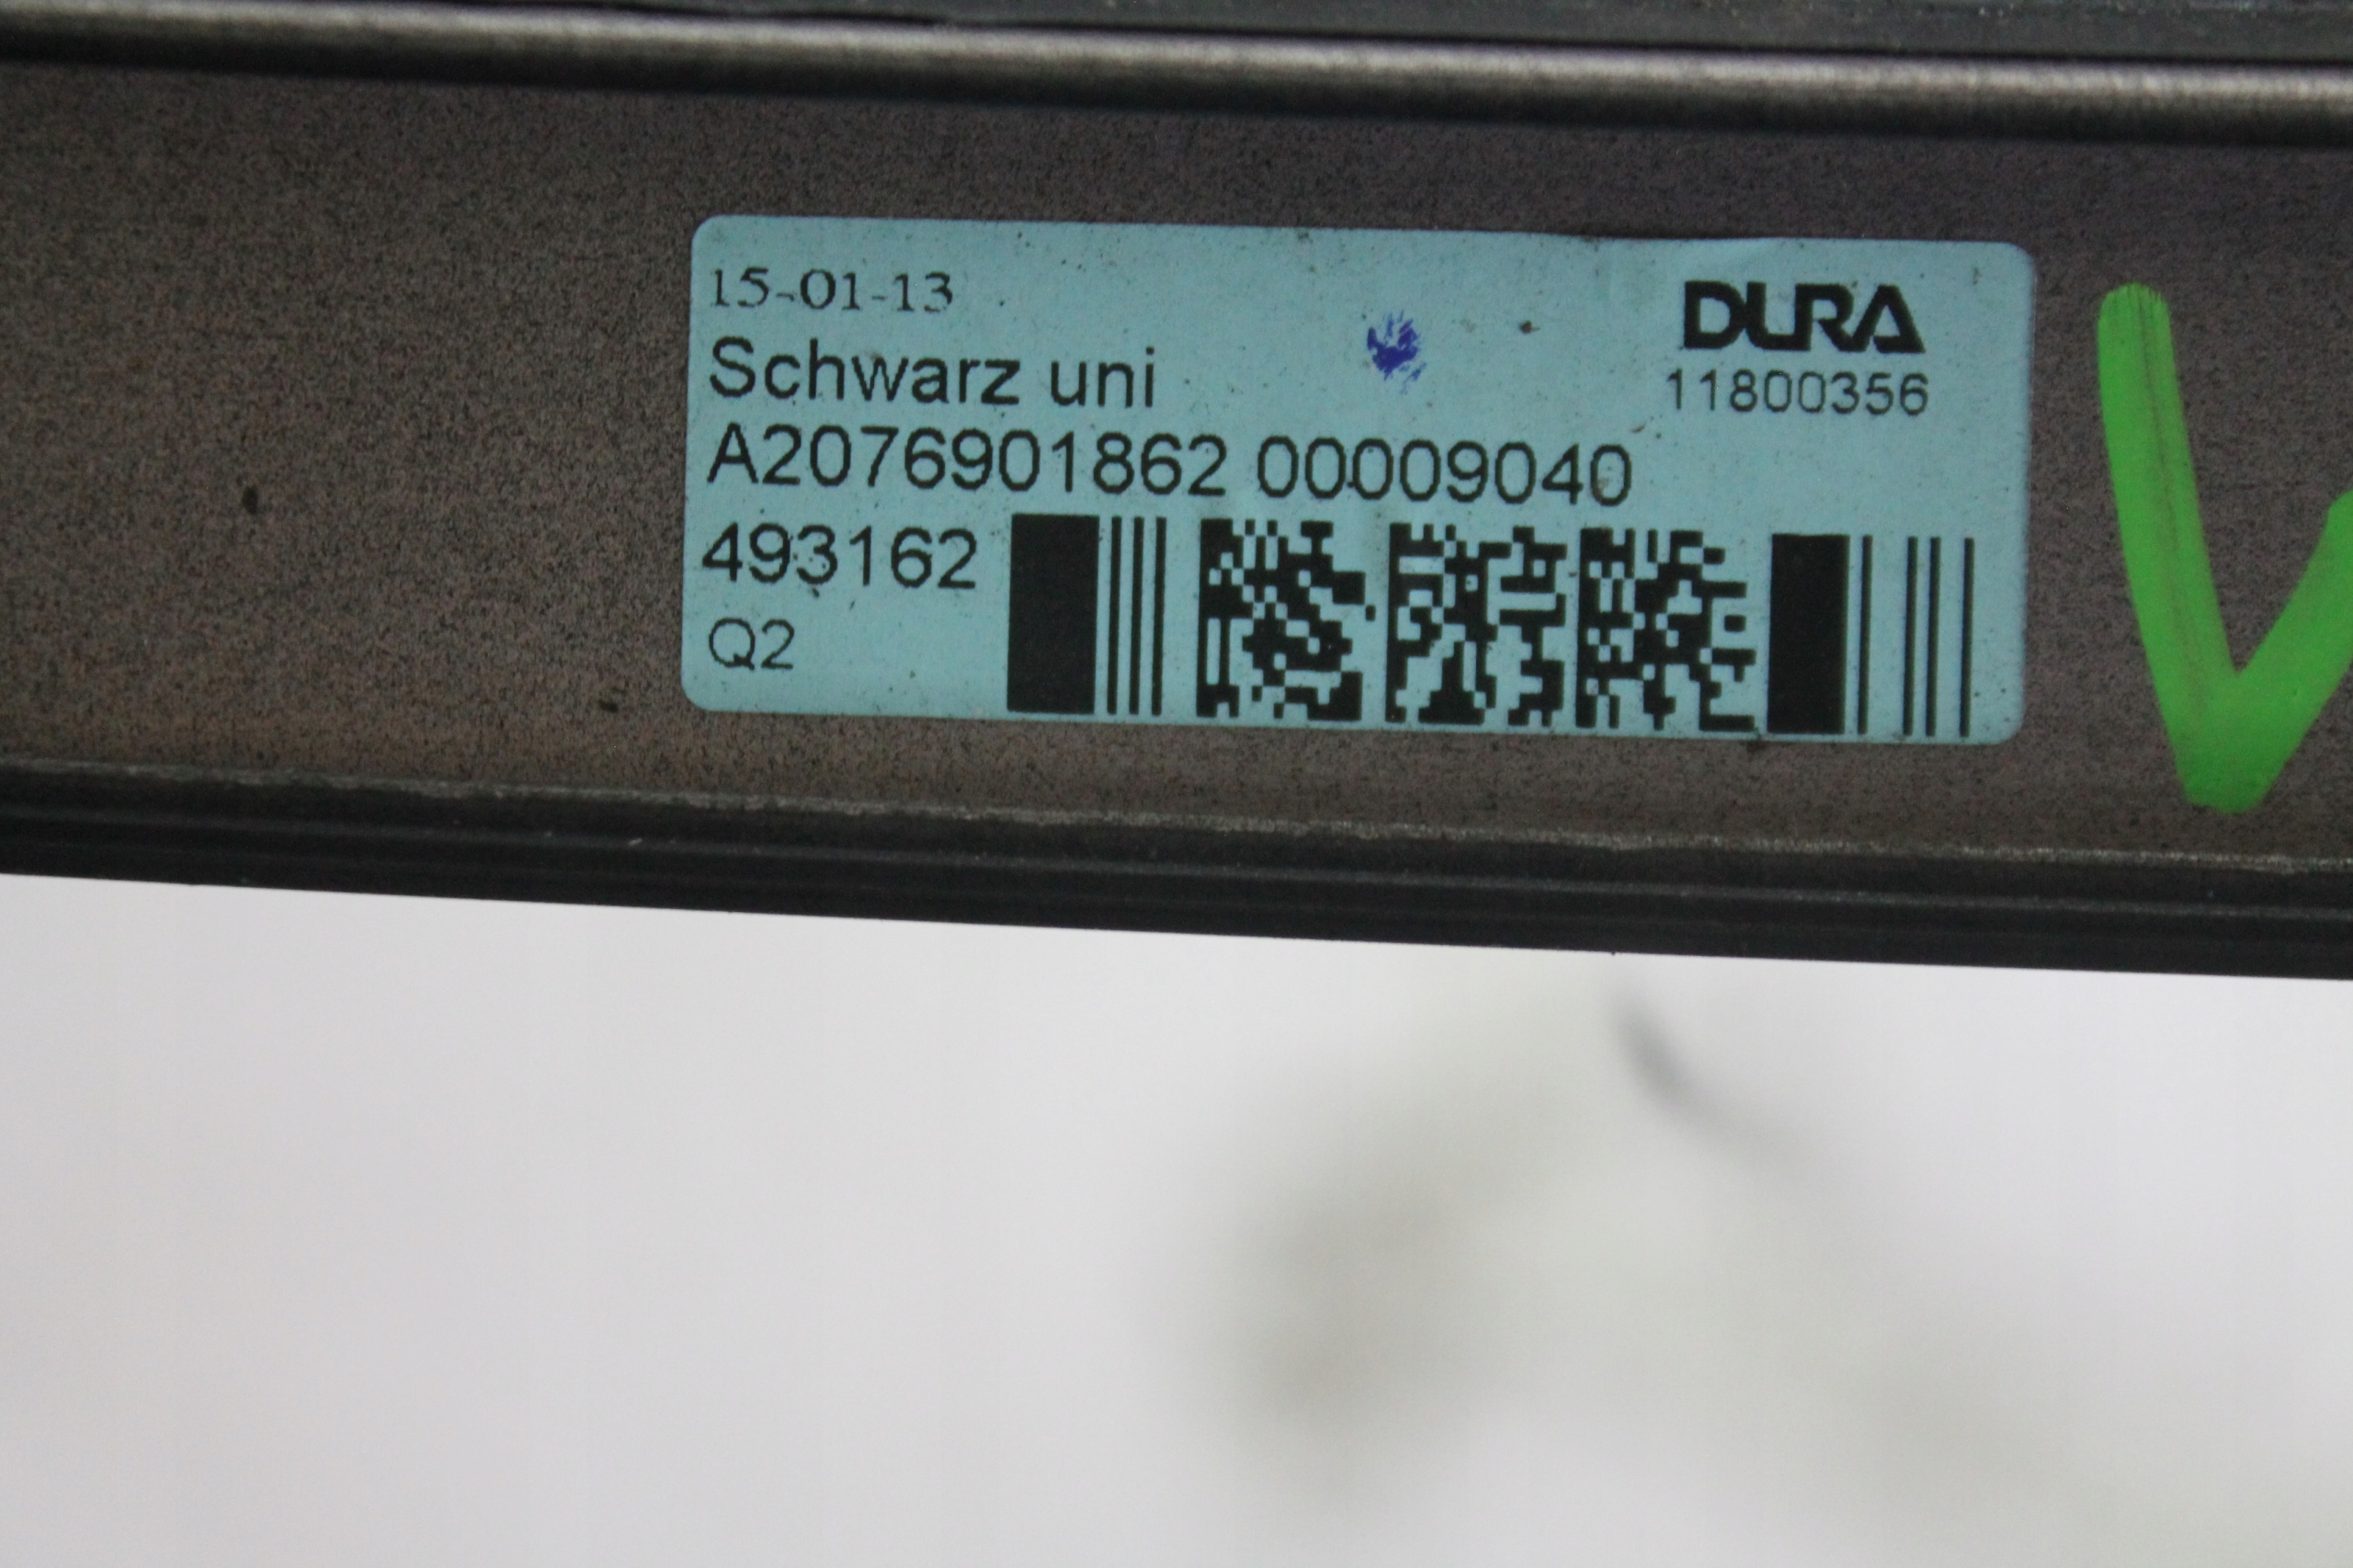 15-01-13
DURA
Schwarz uni
11800356
A2076901862 00009040
493162
Q2